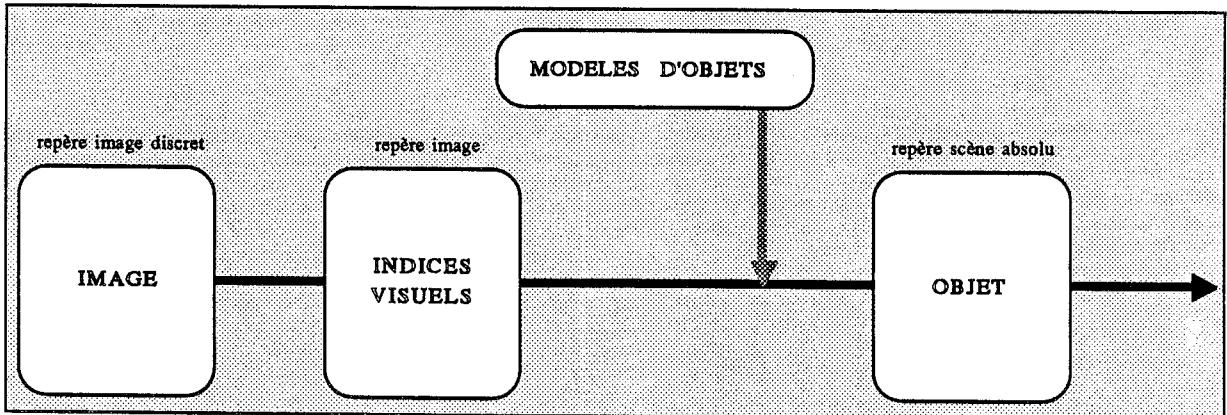 MODELES D'OBJETS
repère image discret
repère image
repère scène absolu
IMAGE
INDICES
VISUELS
OBJET